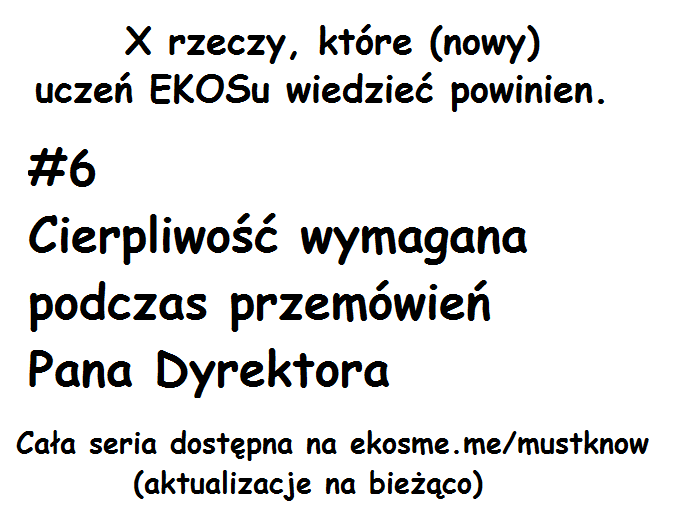 X rzeczy, które (nowy)
uczeń EKOSu wiedzieć powinien.
#6
Cierpliwość wymagana
podczas przemówień
Pana Dyrektora
Cała seria dostępna na ekosme.me/mustknow
(aktualizacje na bieżąco)